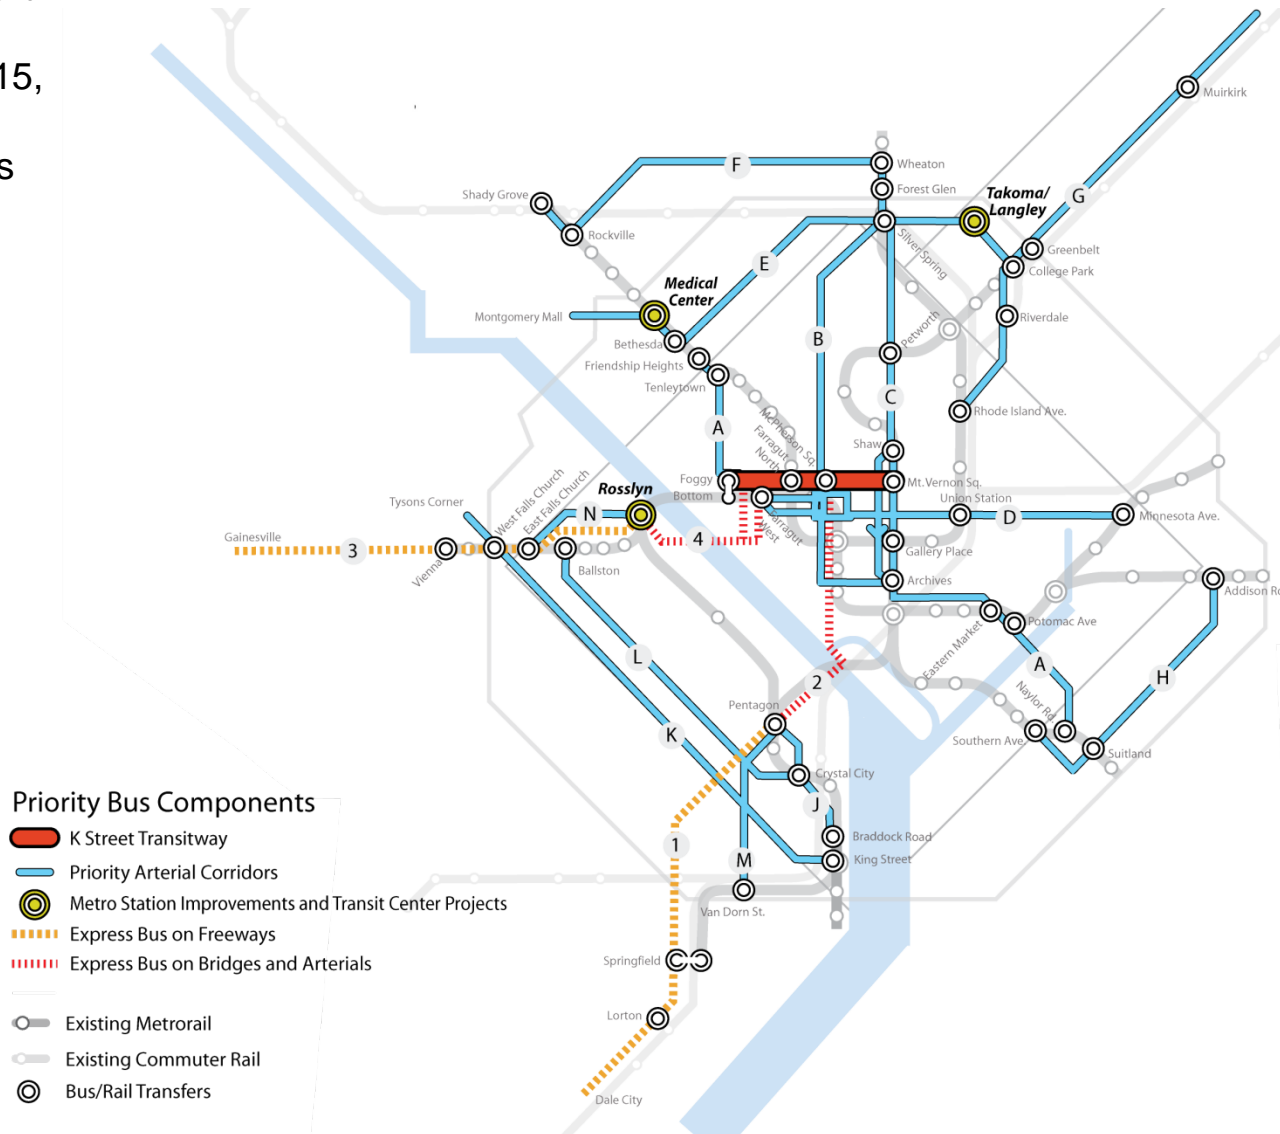 15,
s
Muirkirk
F
Wheaton
Forest Glen
Shady Grove
Takoma/
Langley
G
Rockville
Silver Spring
Greenbelt
E
College Park
Medical
Center
Montgomery Mall
Riverdale
Petworth
B
Bethesda
Friendship Heights
Tenleytown
C
Rhode Island Ave.
A
McPherson Sq.
Farragut
North
Shaw
Foggy
Bottom
Mt.Vernon Sq.
Rosslyn
West Falls Church
East Falls Church
Tysons Corner
Union Station
N
I
D
Minnesota Ave.
Farragut
West
Gainesville
3
4
Gallery Place
Vienna
Ballston
Archives
Addison Rd
Eastern Market
Potomac Ave
L
A
H
2
Naylor Rd.
Pentagon
K
Southern Ave.
Suitland
Crystal City
J
Priority Bus Components
K Street Transitway
Braddock Road
1
M
King Street
Priority Arterial Corridors
Metro Station Improvements and Transit Center Projects
Van Dorn St.
Express Bus on Freeways
Express Bus on Bridges and Arterials
Springfield
Lorton
Existing Metrorail
Existing Commuter Rail
Bus/Rail Transfers
Dale City